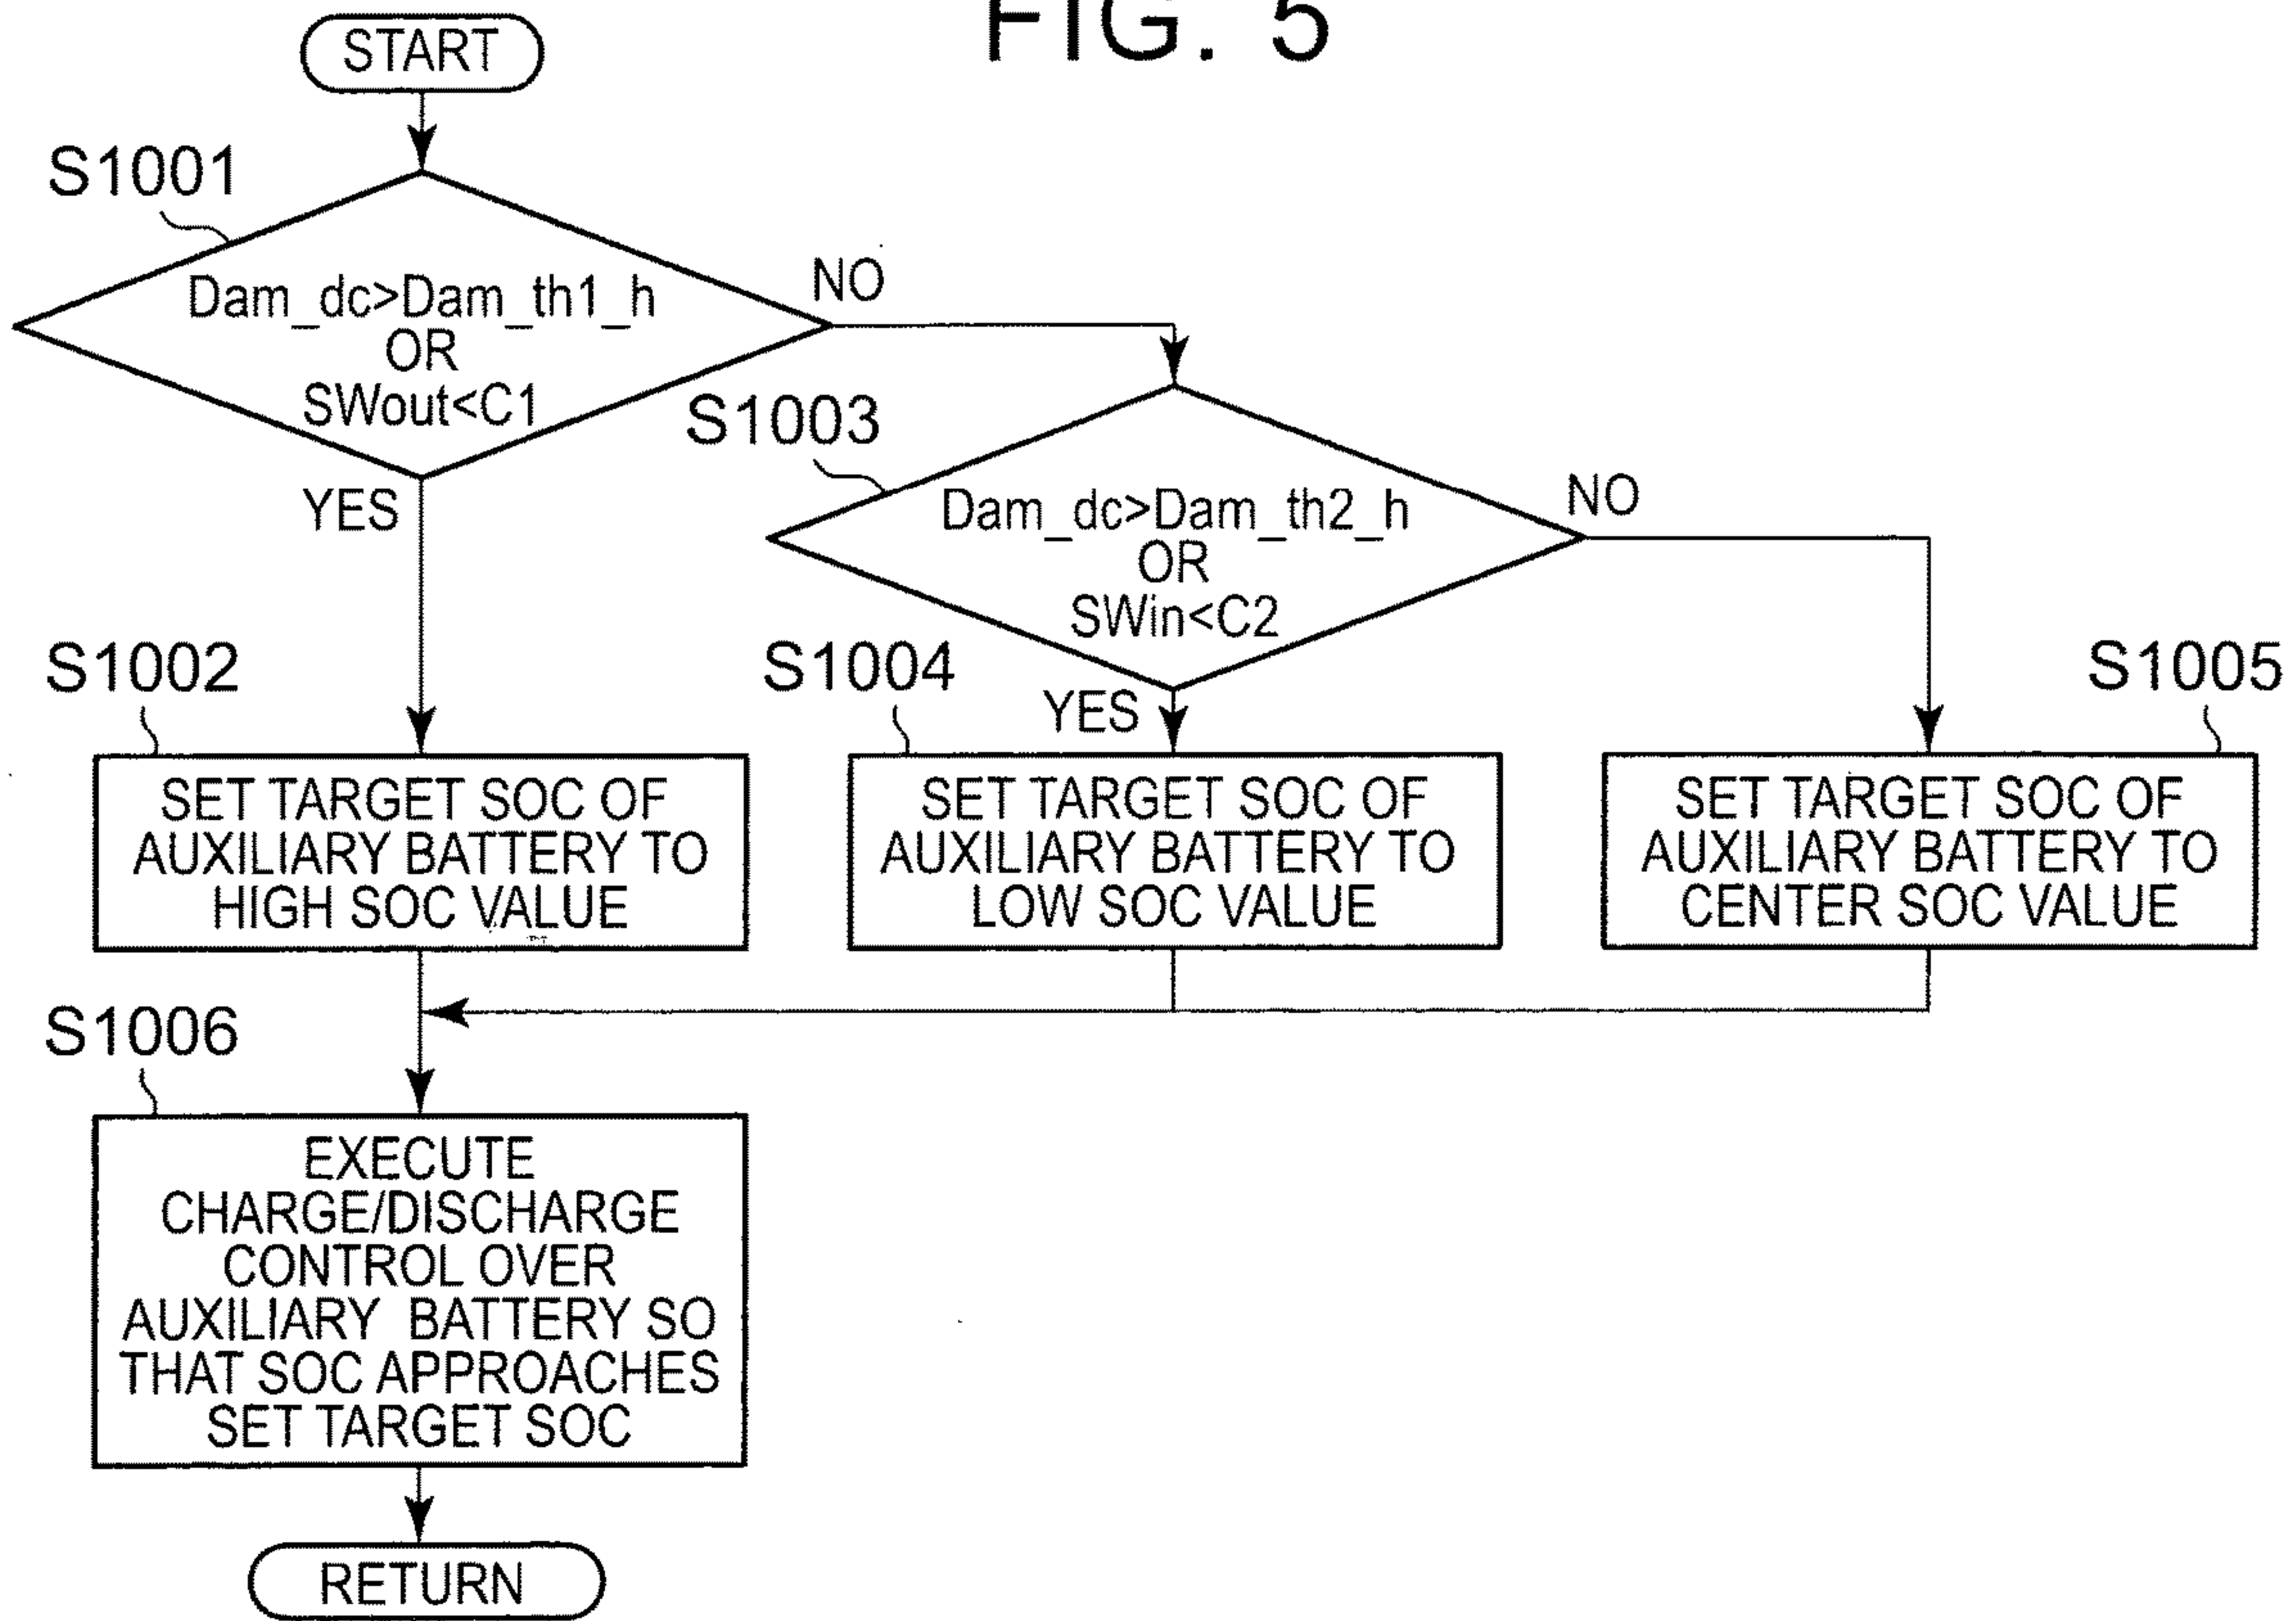 FIG. 5
START
S1001
Dam_dc>Dam_th1_h
OR
SWout<C1
NO
YES
S1003
Dam_dc>Dam_th2_h
OR
SWin<C2
NO
YES
S1002
SET TARGET SOC OF
AUXILIARY BATTERY TO
HIGH SOC VALUE
S1004
SET TARGET SOC OF
AUXILIARY BATTERY TO
LOW SOC VALUE
S1005
SET TARGET SOC OF
AUXILIARY BATTERY TO
CENTER SOC VALUE
S1006
EXECUTE
CHARGE/DISCHARGE
CONTROL OVER
AUXILIARY BATTERY SO
THAT SOC APPROACHES
SET TARGET SOC
RETURN